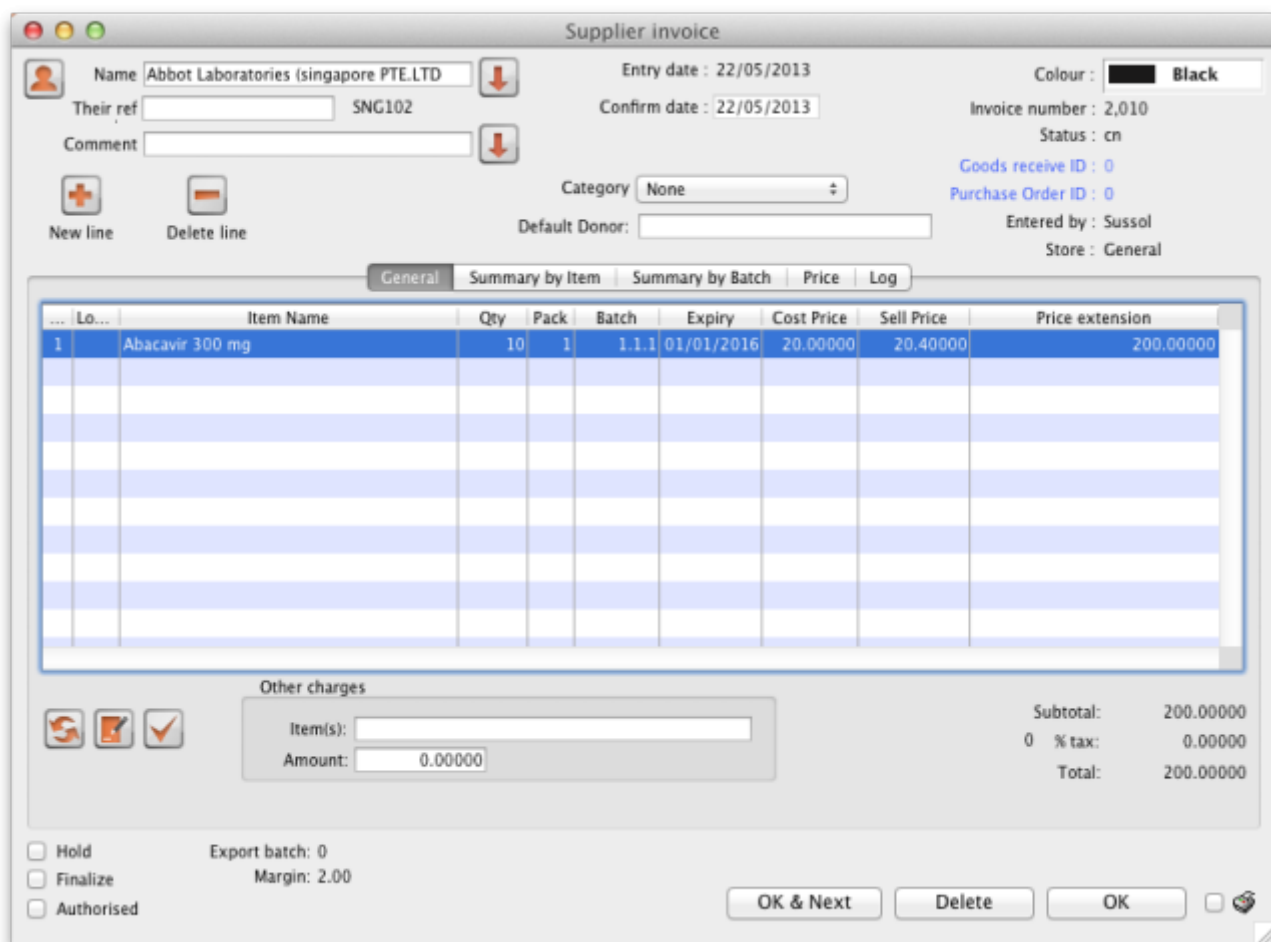 Supplier invoice
Name Abbot Laboratories (singapore PTE.LTD Entry date : 22/05/2013 Colour : Black
Their ref SNG102 Confirm date : 22/05/2013 Invoice number : 2,010
Comment Status : cn
Goods receive ID : 0
Category None Purchase Order ID : 0
New line Delete line Default Donor: Entered by : Sussol
Store : General
General Summary by Item Summary by Batch Price Log
... Lo... Item Name Qty Pack Batch Expiry Cost Price Sell Price Price extension
1 Abacavir 300 mg 10 1 1.1.1 01/01/2016 20.00000 20.40000 200.00000
Other charges
Item(s): Subtotal: 200.00000
0 % tax: 0.00000
Amount: 0.00000 Total: 200.00000
Hold Export batch: 0
Finalize Margin: 2.00
Authorised OK & Next Delete OK